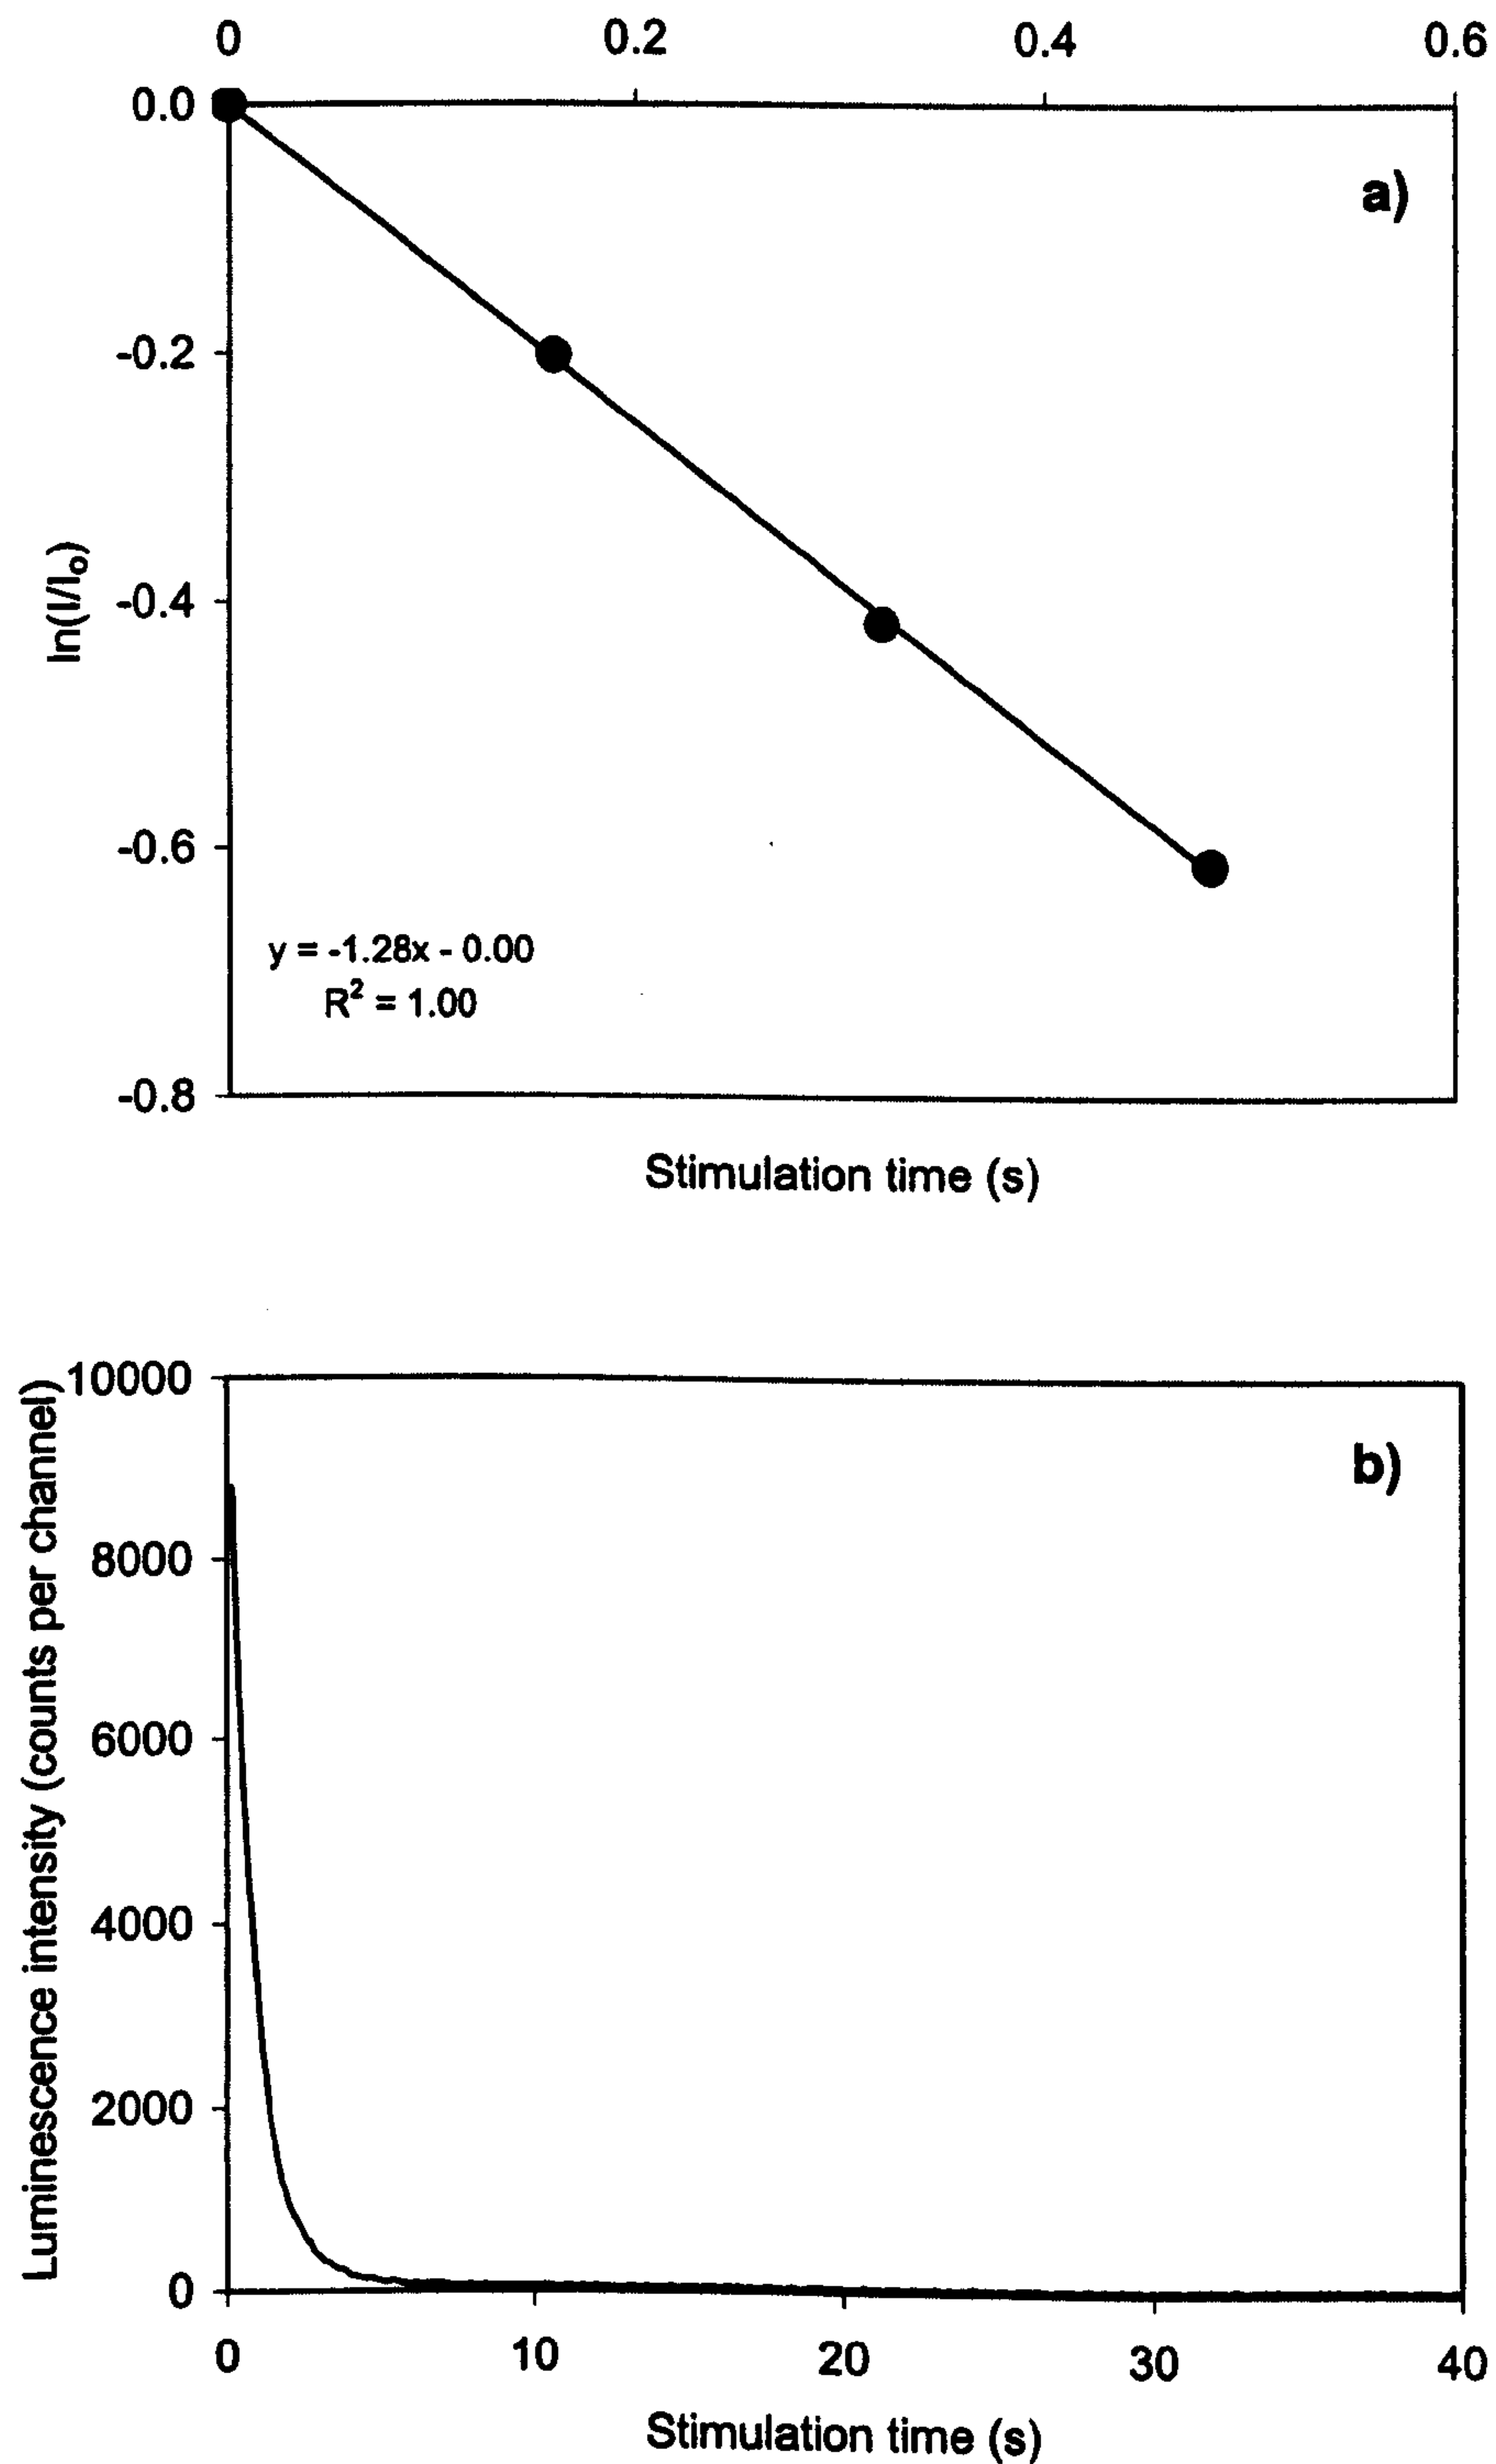 0 0.2 0.4 0.6
0.0
a)
-0.2
-0.4
ln(I/I₀)
-0.6
y = -1.28x - 0.00
R² = 1.00
-0.8
Stimulation time (s)
10000
b)
8000
6000
4000
2000
0
Luminescence intensity (counts per channel)
0 10 20 30 40
Stimulation time (s)